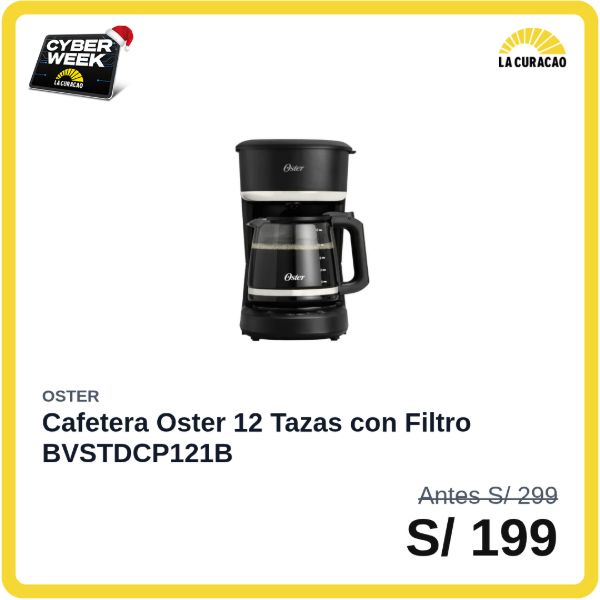 CYBER
WEEK
LA CURACAO
LA CURACAO
Oster
Oster
OSTER
Cafetera Oster 12 Tazas con Filtro
BVSTDCP121B
Antes S/ 299
S/ 199